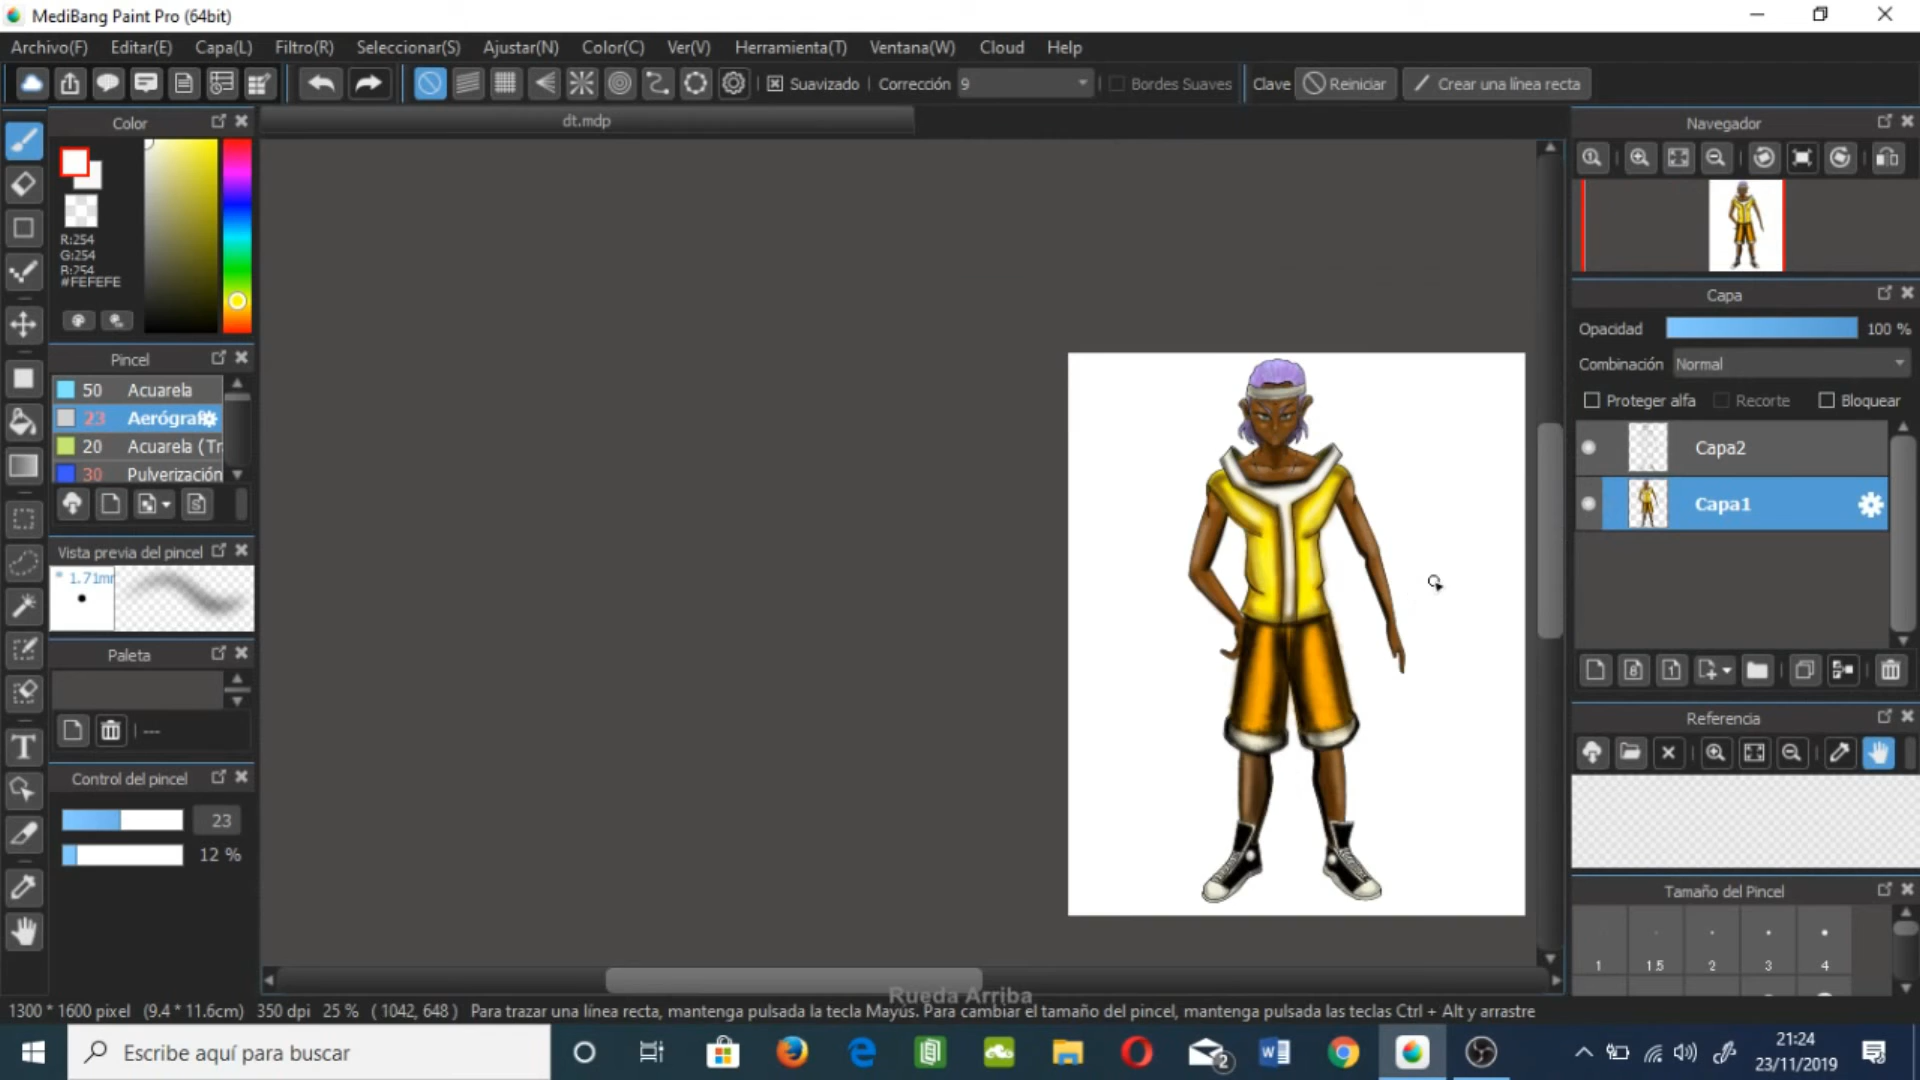 MediBang Paint Pro (64bit)
Archivo(F) Editar(E) Capa(L) Filtro(R) Seleccionar(S) Ajustar(N) Color(C) Ver(V) Herramienta(T) Ventana(W) Cloud Help
Suavizado Corrección 9 Bordes Suaves Clave Reiniciar Crear una línea recta
Color
dt.mdp
Navegador
R:254
G:254
B:254
#FEFEFE
Capa
Opacidad 100 %
Combinación Normal
Proteger alfa Recorte Bloquear
Capa2
Capa1
Pincel
50 Acuarela
23 Aerógraf
20 Acuarela (Tr
30 Pulverización
Vista previa del pincel
* 1.71mm
Paleta
---
Control del pincel
23
12 %
Referencia
Tamaño del Pincel
1 1.5 2 3 4
Rueda Arriba
1300 * 1600 pixel (9.4 * 11.6cm) 350 dpi 25 % ( 1042, 648 ) Para trazar una línea recta, mantenga pulsada la tecla Mayús. Para cambiar el tamaño del pincel, mantenga pulsadas las teclas Ctrl + Alt y arrastre
Escribe aquí para buscar
2
21:24
23/11/2019